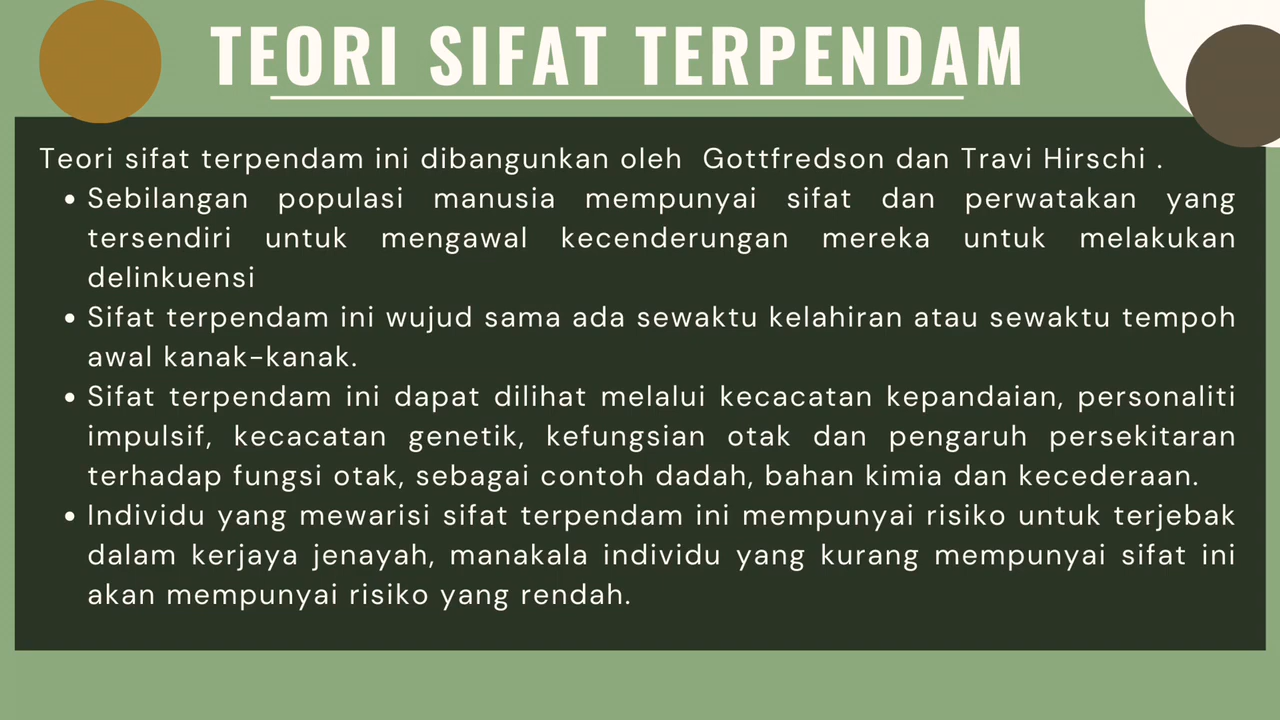 TEORI SIFAT TERPENDAM
Teori sifat terpendam ini dibangunkan oleh  Gottfredson dan Travi Hirschi .
• Sebilangan populasi manusia mempunyai sifat dan perwatakan yang
tersendiri untuk mengawal kecenderungan mereka untuk melakukan
delinkuensi
• Sifat terpendam ini wujud sama ada sewaktu kelahiran atau sewaktu tempoh
awal kanak-kanak.
• Sifat terpendam ini dapat dilihat melalui kecacatan kepandaian, personaliti
impulsif, kecacatan genetik, kefungsian otak dan pengaruh persekitaran
terhadap fungsi otak, sebagai contoh dadah, bahan kimia dan kecederaan.
• Individu yang mewarisi sifat terpendam ini mempunyai risiko untuk terjebak
dalam kerjaya jenayah, manakala individu yang kurang mempunyai sifat ini
akan mempunyai risiko yang rendah.